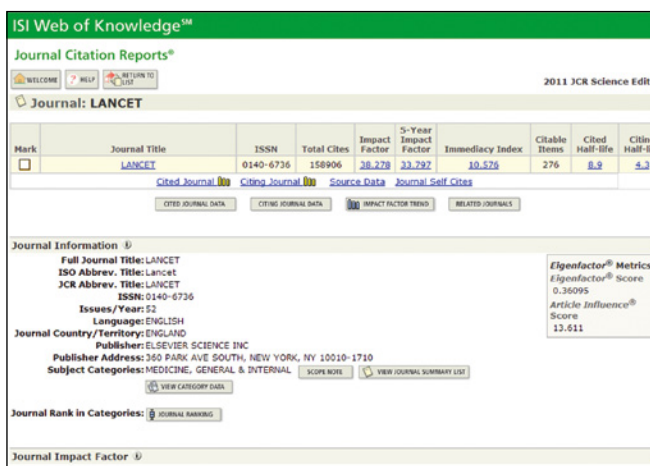 ISI Web of Knowledge℠
Journal Citation Reports®
WELCOME ? HELP RETURN TO LIST
2011 JCR Science Edit
Journal: LANCET
Mark Journal Title ISSN Total Cites Impact Factor 5-Year Impact Factor Immediacy Index Citable Items Cited Half-life Citin Half-li
LANCET 0140-6736 158906 38.278 33.797 10.576 276 8.9 4.3
Cited Journal Citing Journal Source Data Journal Self Cites
CITED JOURNAL DATA CITING JOURNAL DATA IMPACT FACTOR TREND RELATED JOURNALS
Journal Information
Full Journal Title: LANCET
ISO Abbrev. Title: Lancet
JCR Abbrev. Title: LANCET
ISSN: 0140-6736
Issues/Year: 52
Language: ENGLISH
Journal Country/Territory: ENGLAND
Publisher: ELSEVIER SCIENCE INC
Publisher Address: 360 PARK AVE SOUTH, NEW YORK, NY 10010-1710
Subject Categories: MEDICINE, GENERAL & INTERNAL SCOPE NOTE VIEW JOURNAL SUMMARY LIST
VIEW CATEGORY DATA
Journal Rank in Categories: JOURNAL RANKING
Eigenfactor® Metrics
Eigenfactor® Score
0.36095
Article Influence®
Score
13.611
Journal Impact Factor